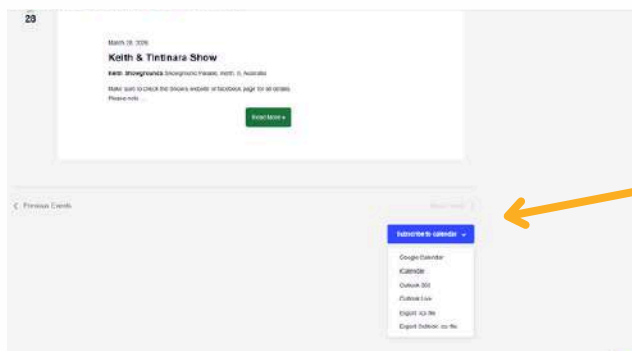 28
March 28, 2026
Keith & Tintinara Show
Keith Showgrounds Showground Parade, Keith, Australia
Make sure to check the Shows website or facebook page for all details.
Please note ...
Read More »
Previous Events
Subscribe to calendar
Google Calendar
iCalendar
Outlook 365
Outlook Live
Export .ics file
Export Outlook .ics file